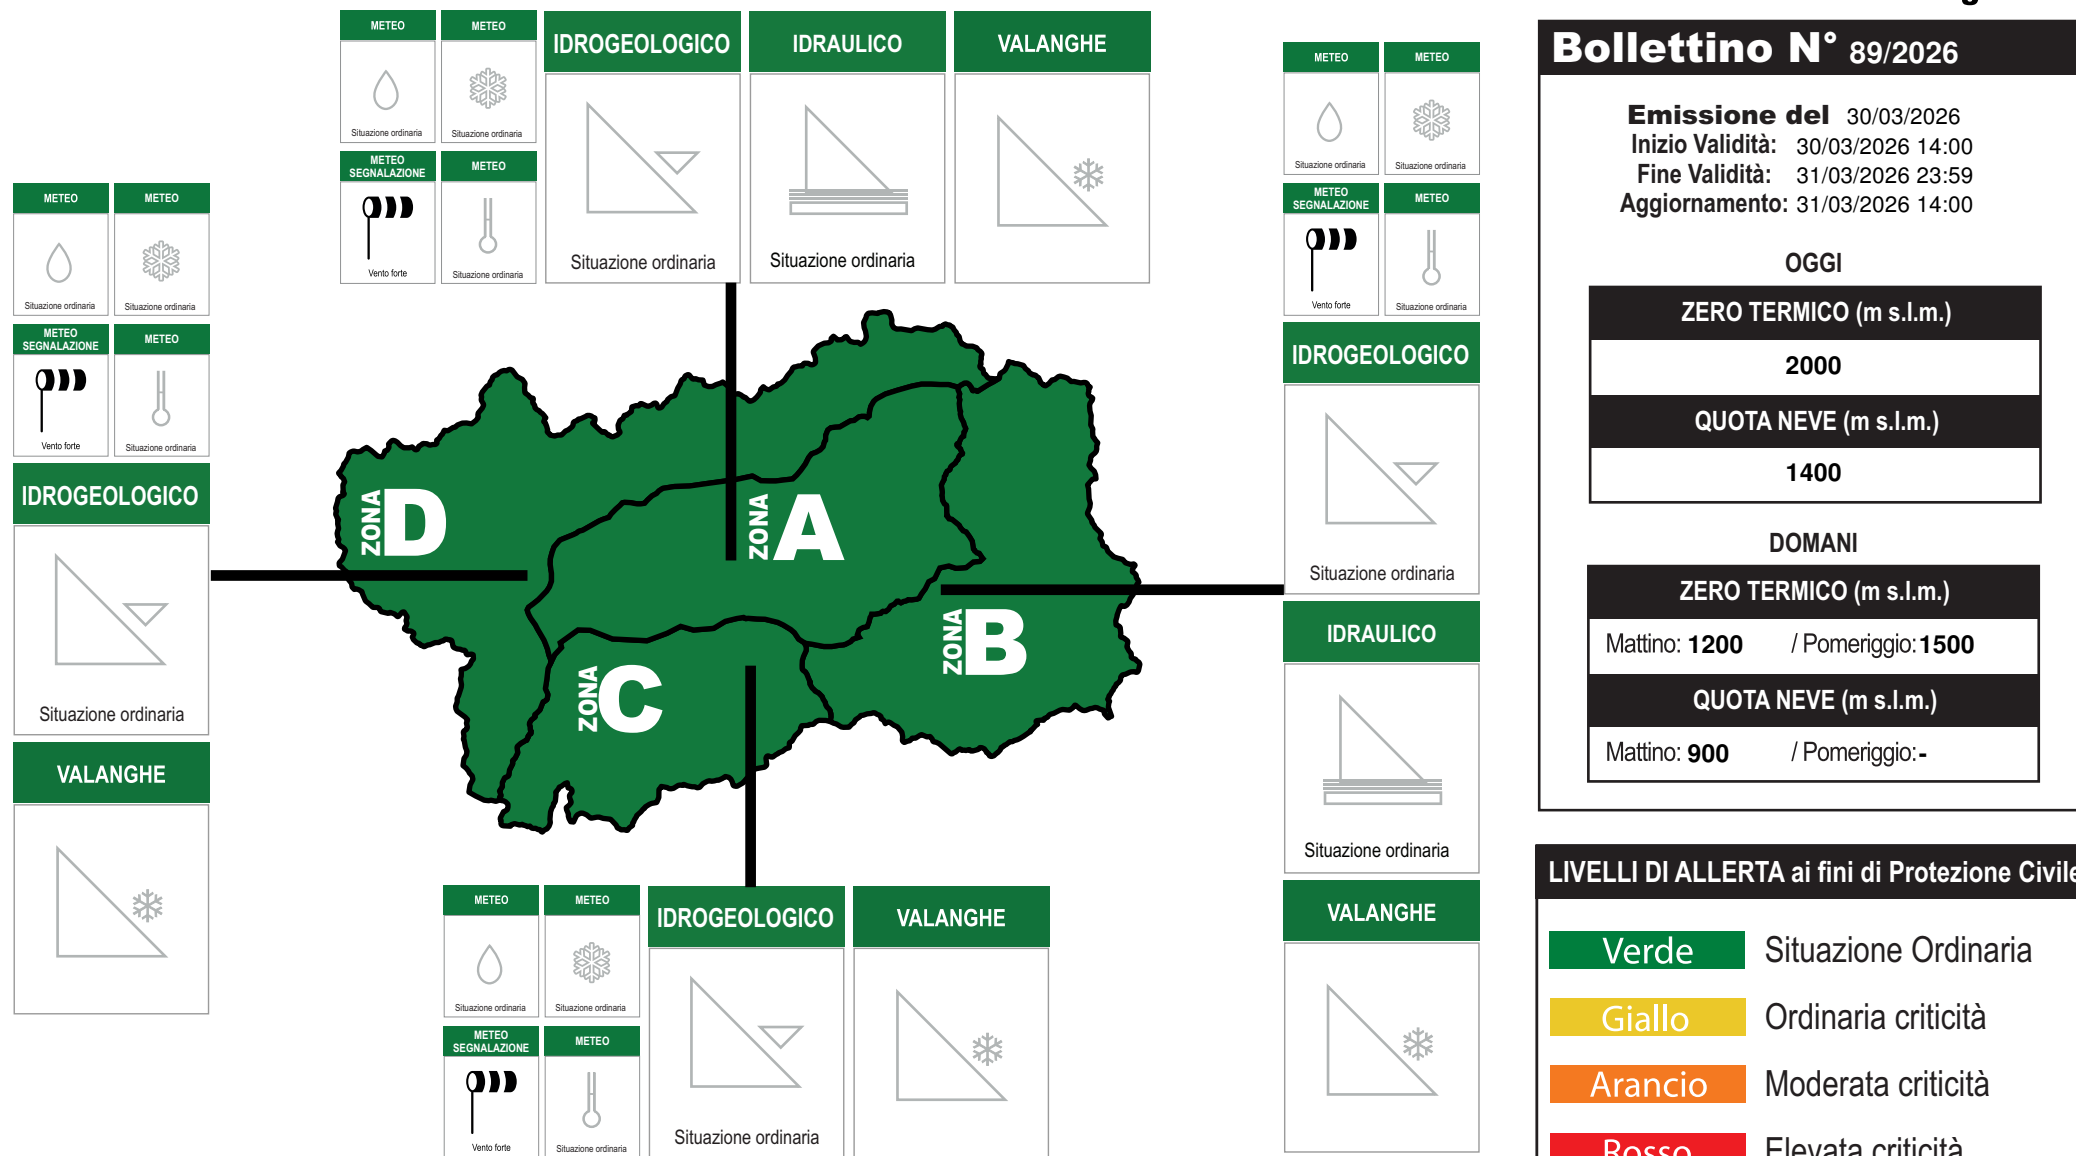 METEO
METEO
Situazione ordinaria
Situazione ordinaria
METEO
SEGNALAZIONE
METEO
Vento forte
Situazione ordinaria
IDROGEOLOGICO
Situazione ordinaria
IDRAULICO
Situazione ordinaria
VALANGHE
METEO
METEO
Situazione ordinaria
Situazione ordinaria
METEO
SEGNALAZIONE
METEO
Vento forte
Situazione ordinaria
IDROGEOLOGICO
Situazione ordinaria
VALANGHE
ZONA D
ZONA A
ZONA B
ZONA C
METEO
METEO
Situazione ordinaria
Situazione ordinaria
METEO
SEGNALAZIONE
METEO
Vento forte
Situazione ordinaria
IDROGEOLOGICO
Situazione ordinaria
IDRAULICO
Situazione ordinaria
VALANGHE
METEO
METEO
Situazione ordinaria
Situazione ordinaria
METEO
SEGNALAZIONE
METEO
Vento forte
Situazione ordinaria
IDROGEOLOGICO
Situazione ordinaria
VALANGHE
Bollettino N° 89/2026
Emissione del 30/03/2026
Inizio Validità: 30/03/2026 14:00
Fine Validità: 31/03/2026 23:59
Aggiornamento: 31/03/2026 14:00
OGGI
ZERO TERMICO (m s.l.m.)
2000
QUOTA NEVE (m s.l.m.)
1400
DOMANI
ZERO TERMICO (m s.l.m.)
Mattino: 1200 / Pomeriggio: 1500
QUOTA NEVE (m s.l.m.)
Mattino: 900 / Pomeriggio: -
LIVELLI DI ALLERTA ai fini di Protezione Civile
Verde Situazione Ordinaria
Giallo Ordinaria criticità
Arancio Moderata criticità
Rosso Elevata criticità